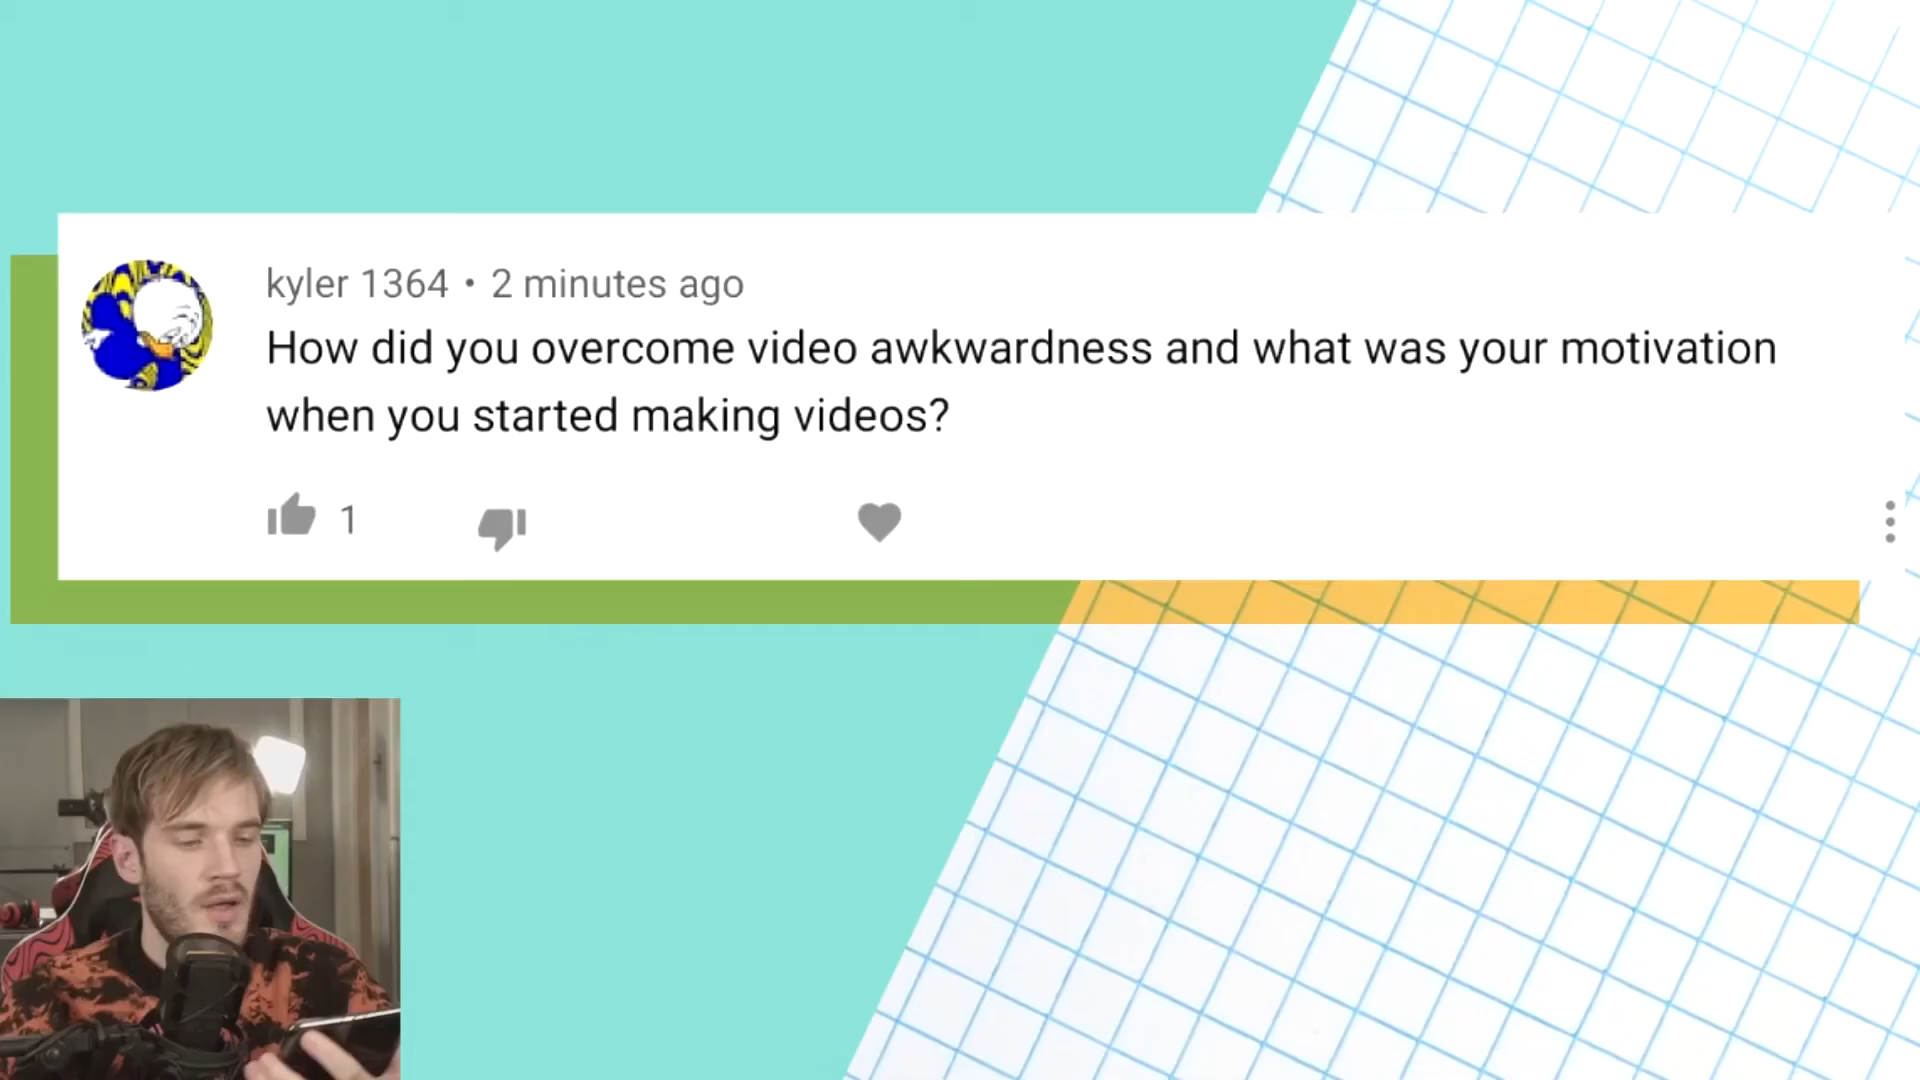 kyler 1364 • 2 minutes ago
How did you overcome video awkwardness and what was your motivation
when you started making videos?
1